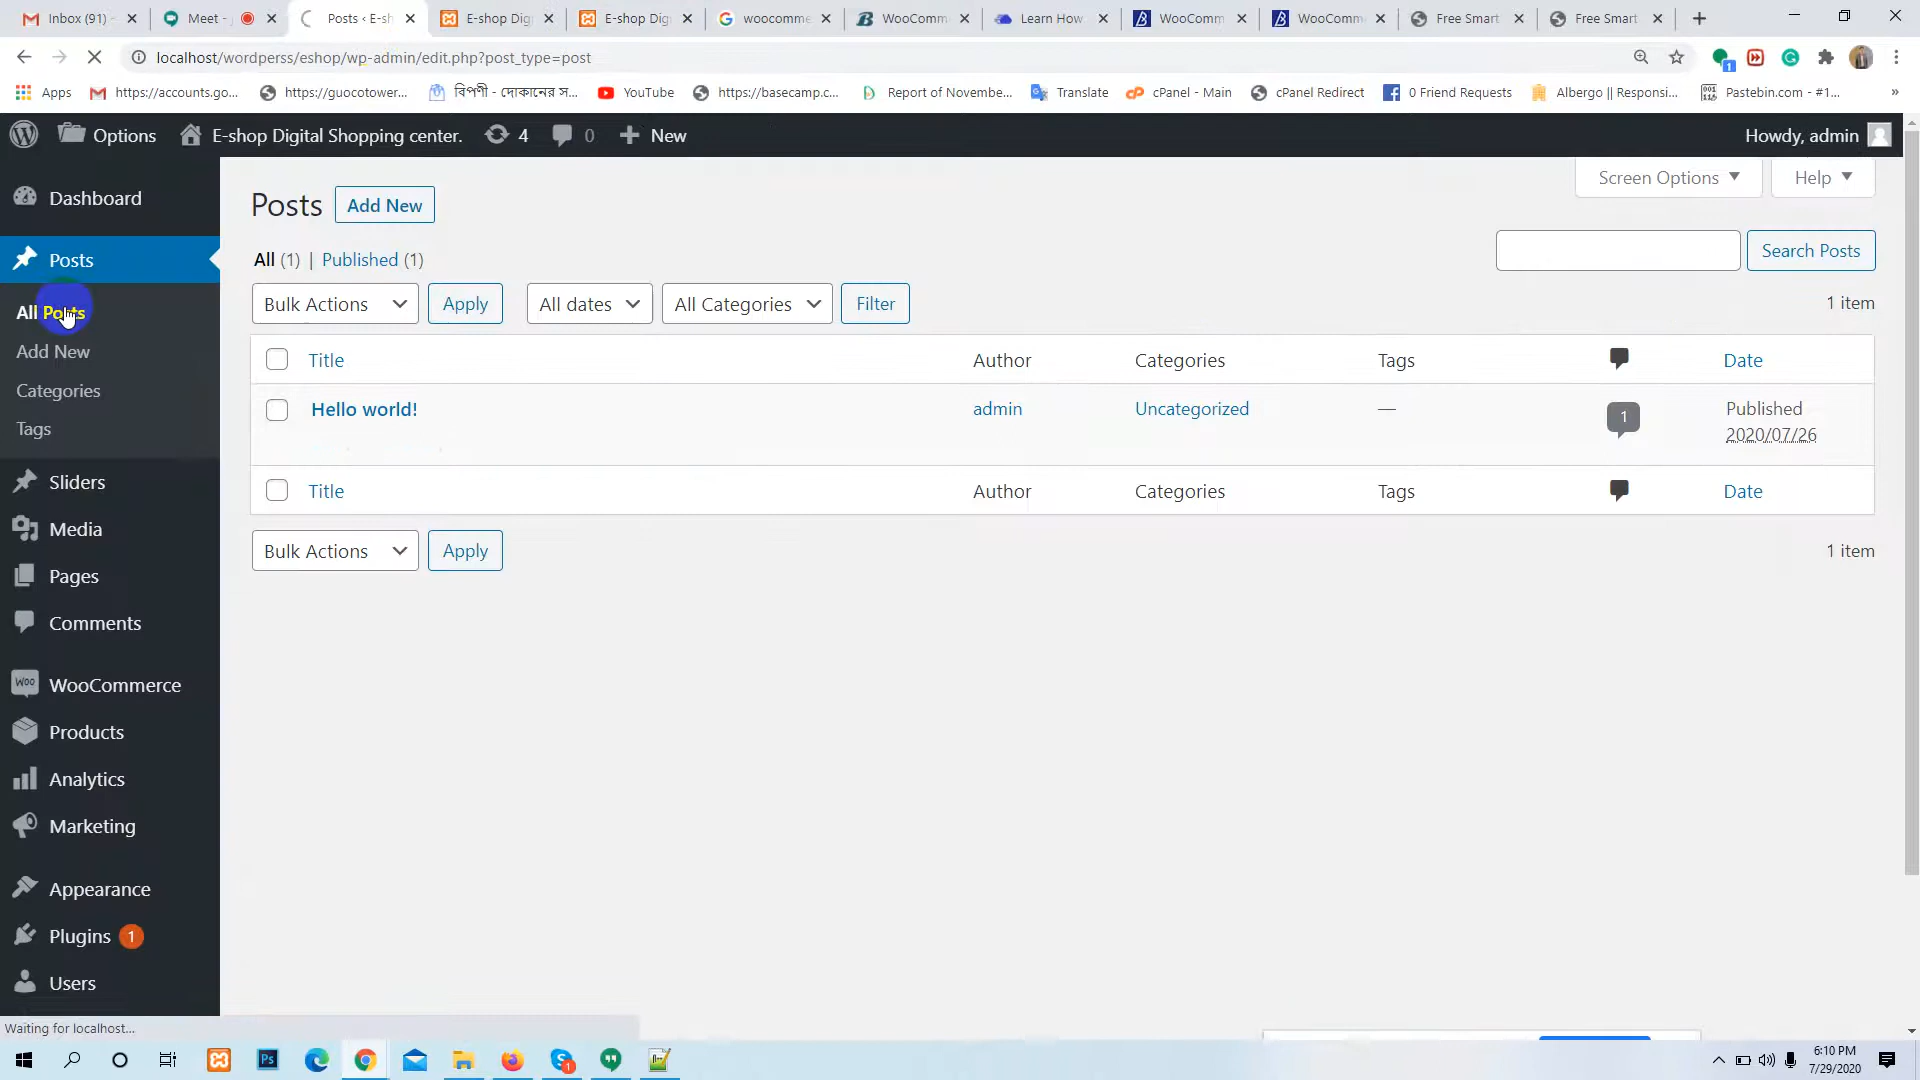 Inbox (91) -
Meet -
Posts ‹ E-sh
E-shop Dig
E-shop Dig
woocomme
WooComm
Learn How
WooComm
WooComm
Free Smart
Free Smart
localhost/wordperss/eshop/wp-admin/edit.php?post_type=post
1
Apps
https://accounts.go...
https://guocotower...
বিপণী - দোকানের স...
YouTube
https://basecamp.c...
Report of Novembe...
Translate
cPanel - Main
cPanel Redirect
0 Friend Requests
Albergo || Responsi...
Pastebin.com - #1...
»
Options
E-shop Digital Shopping center.
4
0
New
Howdy, admin
Dashboard
Posts
All Posts
Add New
Categories
Tags
Sliders
Media
Pages
Comments
Woo WooCommerce
Products
Analytics
Marketing
Appearance
Plugins 1
Users
Screen Options
Help
Posts
Add New
All (1) | Published (1)
Search Posts
Bulk Actions
Apply
All dates
All Categories
Filter
1 item
Title
Author
Categories
Tags
Date
Hello world!
admin
Uncategorized
—
1
Published
2020/07/26
Title
Author
Categories
Tags
Date
Bulk Actions
Apply
1 item
Waiting for localhost...
Ps
1
6:10 PM
7/29/2020